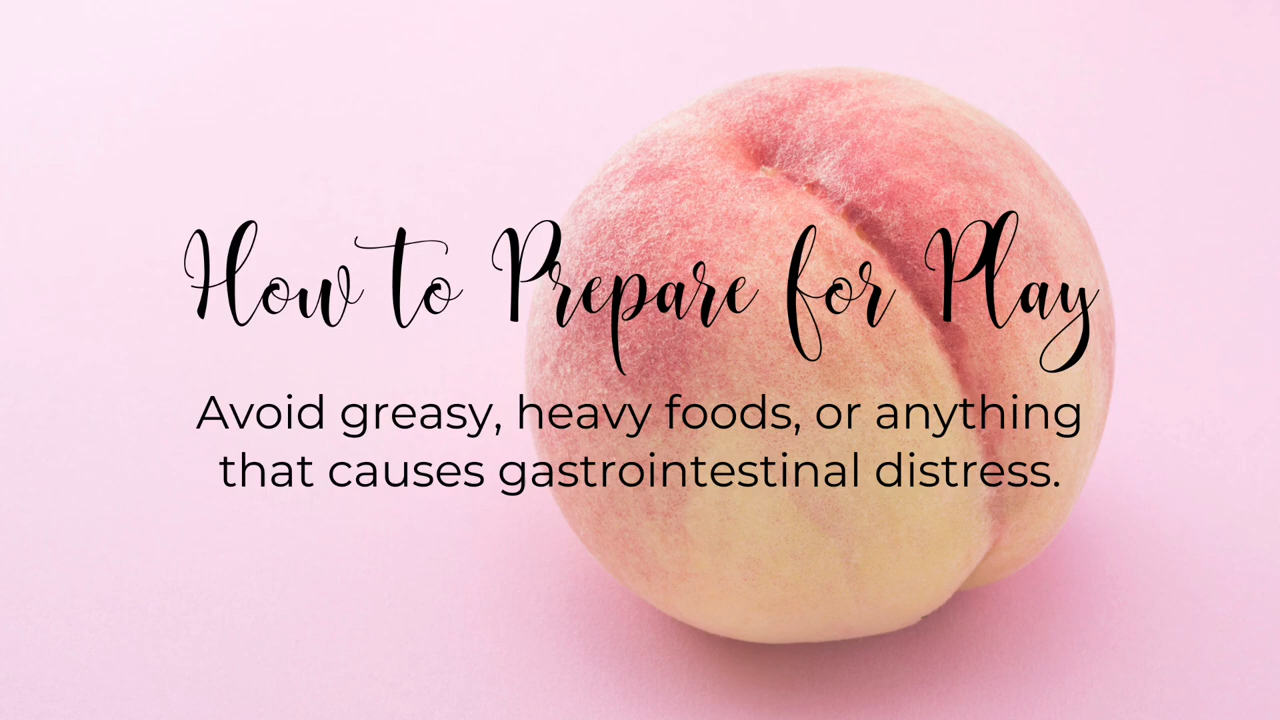 How to Prepare for Play
Avoid greasy, heavy foods, or anything
that causes gastrointestinal distress.